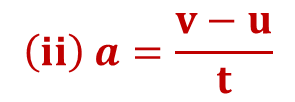 (ii) a = (v − u)/t